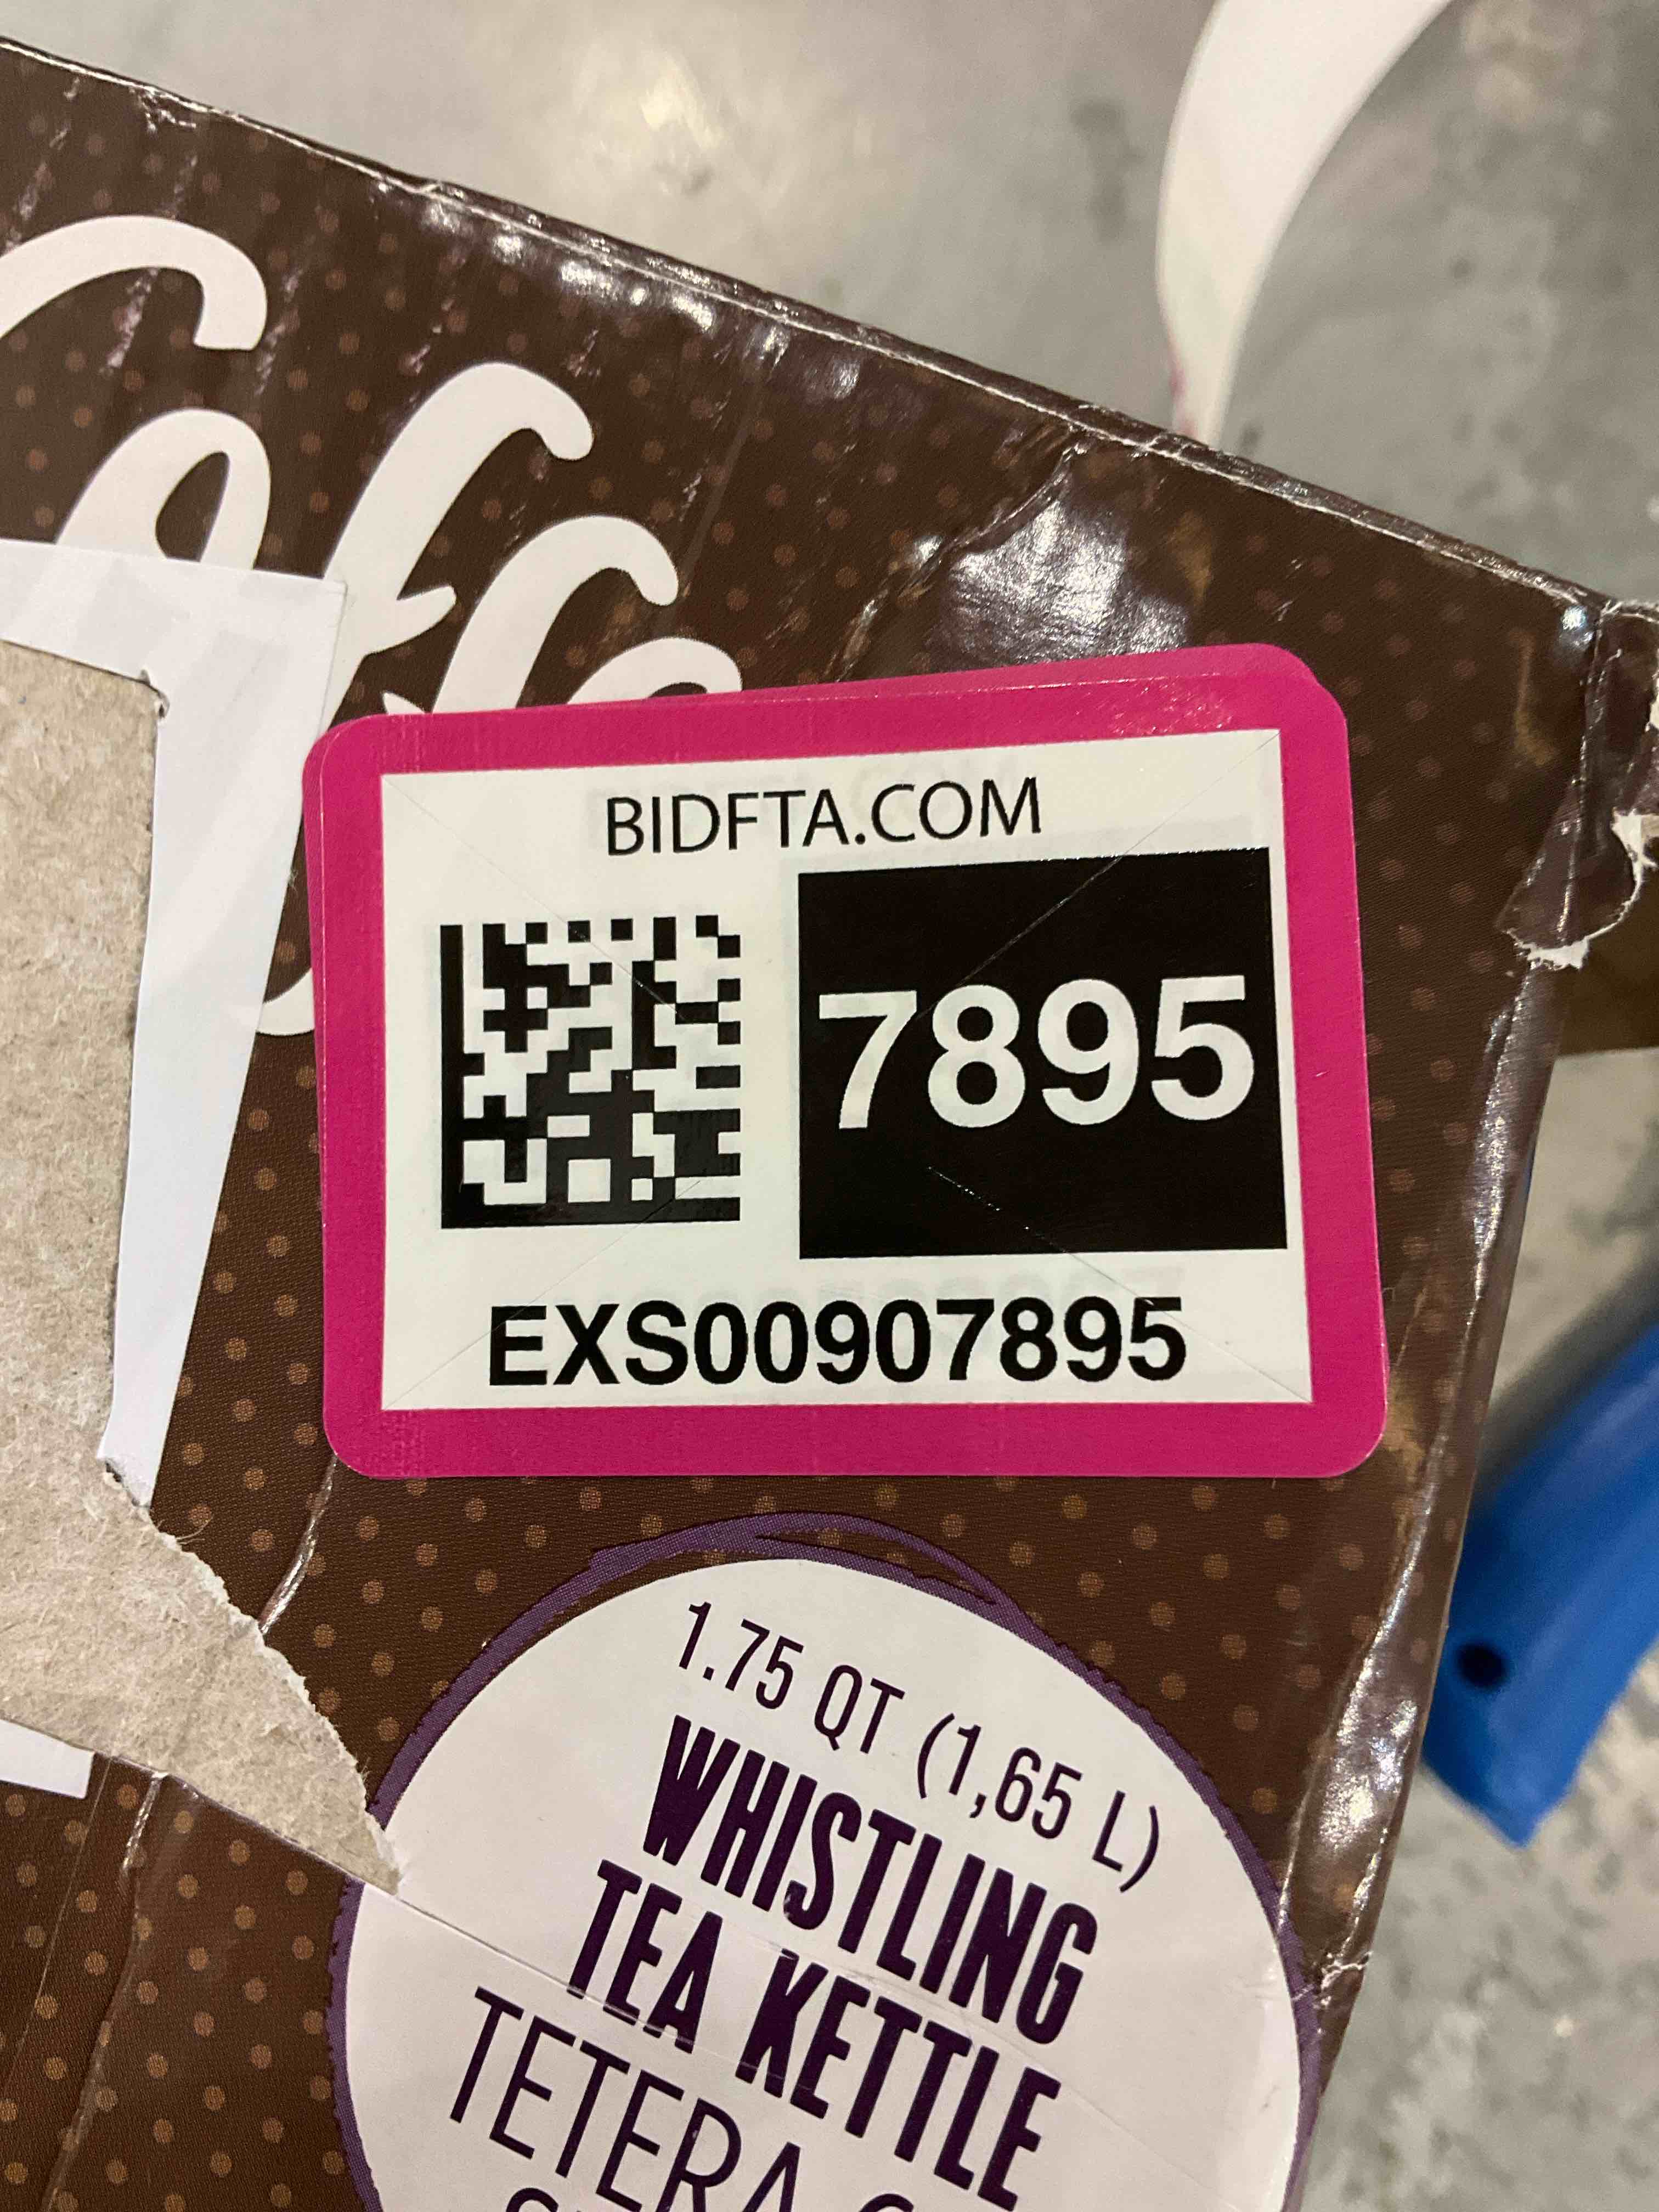 BIDFTA.COM
7895
EXS00907895
1.75 QT (1,65 L)
WHISTLING
TEA KETTLE
TETERA